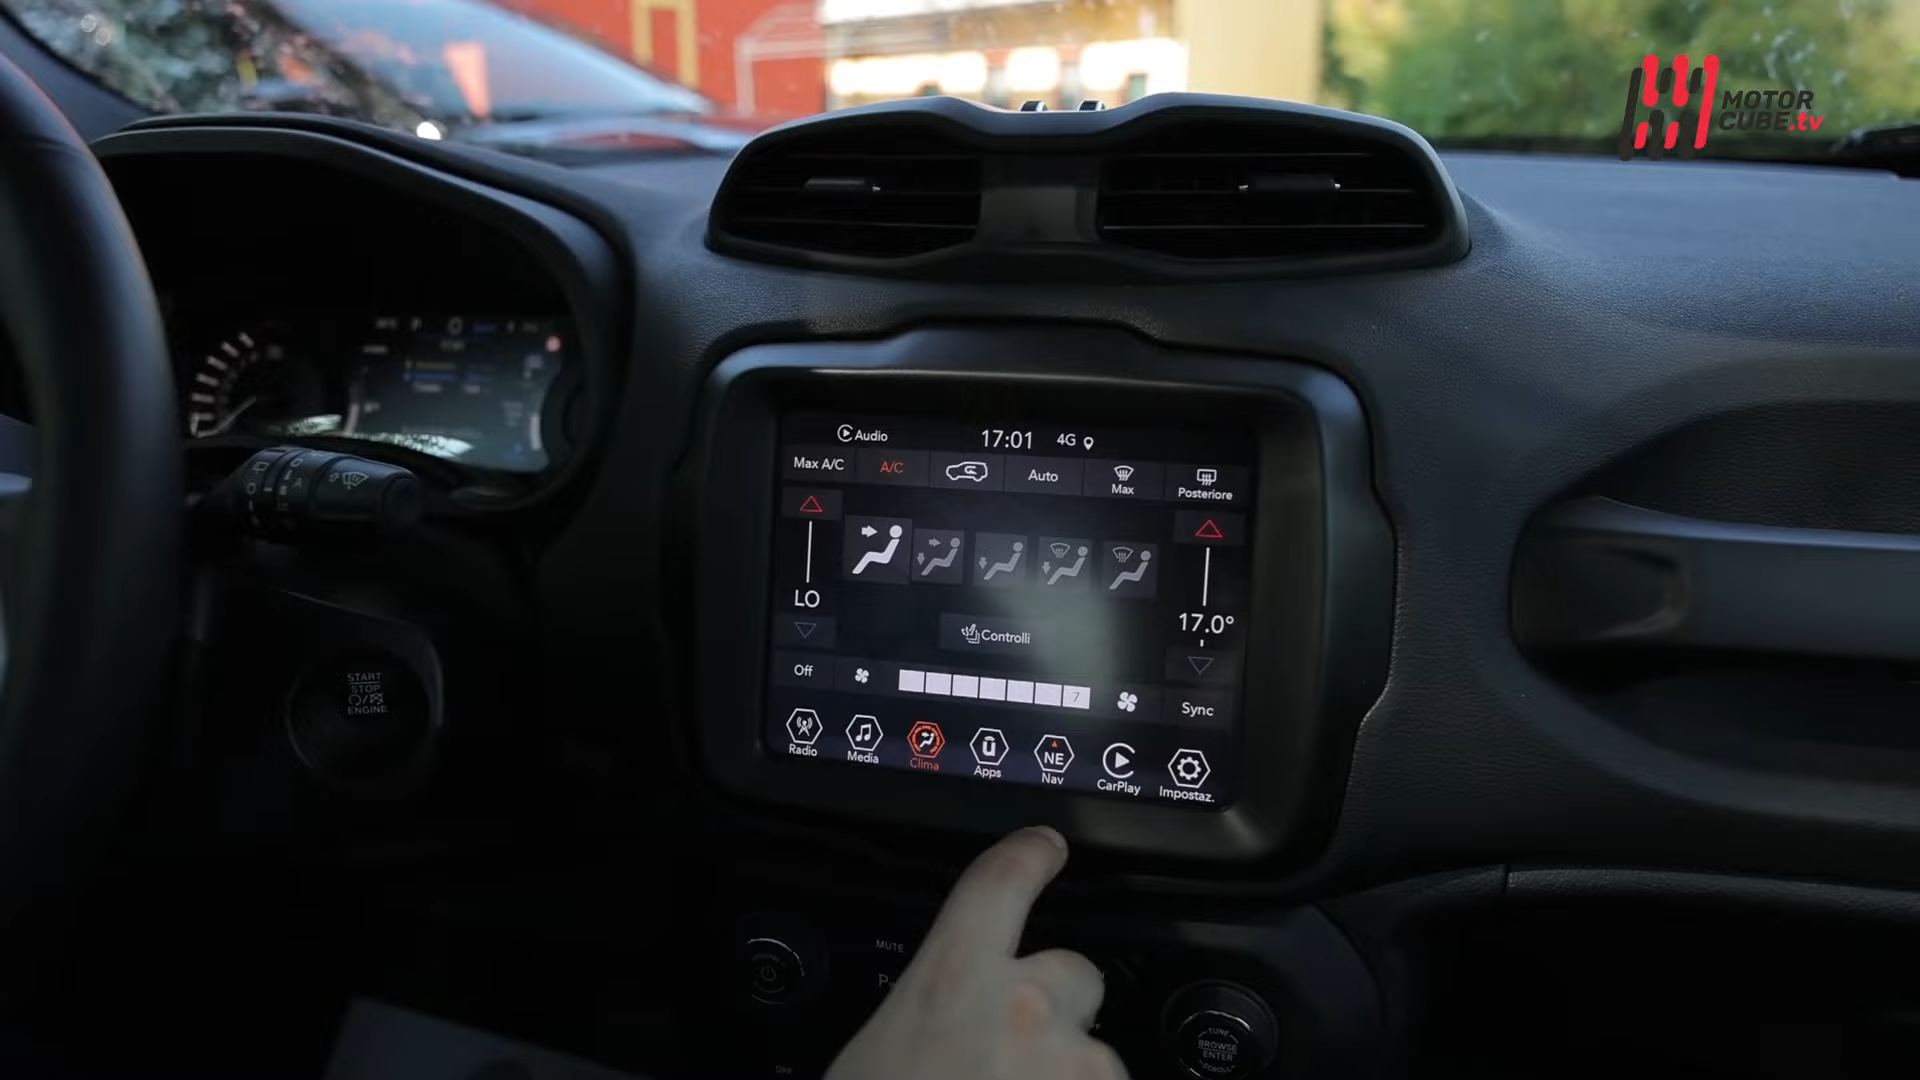 MOTOR
CUBE.tv
Audio
17:01
4G
Max A/C
A/C
Auto
Max
Posteriore
LO
17.0°
Controlli
Off
7
Sync
Radio
Media
Clima
Apps
NE
Nav
CarPlay
Impostaz.
START
STOP
ENGINE
MUTE
TUNE
BROWSE
ENTER
SCROLL
OFF